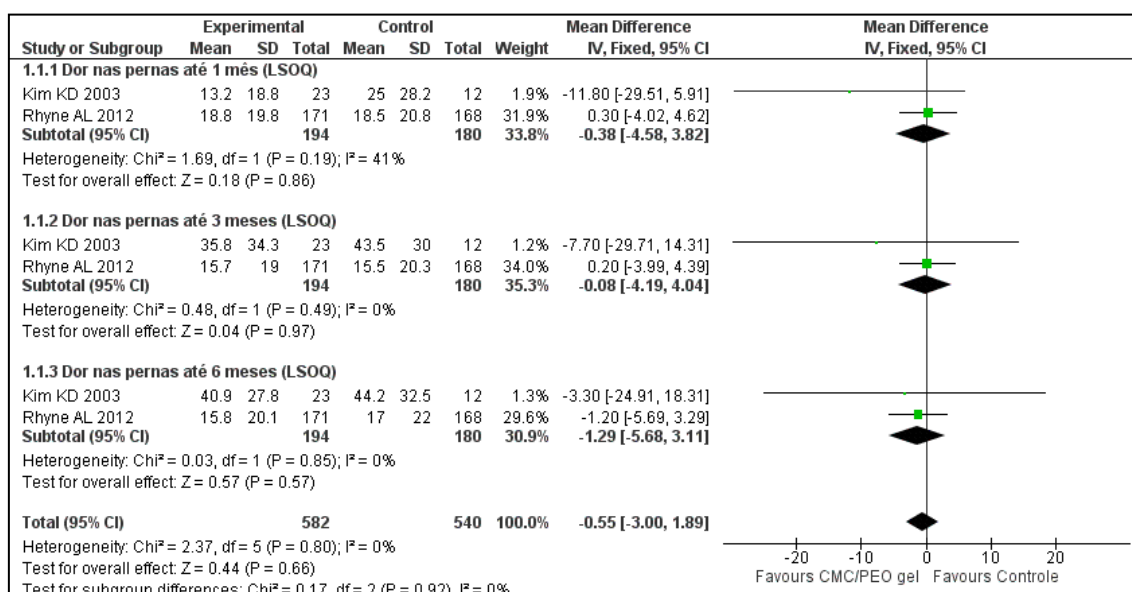 Experimental Control Mean Difference Mean Difference
Study or Subgroup Mean SD Total Mean SD Total Weight IV, Fixed, 95% CI IV, Fixed, 95% CI
1.1.1 Dor nas pernas até 1 mês (LSOQ)
Kim KD 2003 13.2 18.8 23 25 28.2 12 1.9% -11.80 [-29.51, 5.91]
Rhyne AL 2012 18.8 19.8 171 18.5 20.8 168 31.9% 0.30 [-4.02, 4.62]
Subtotal (95% CI) 194 180 33.8% -0.38 [-4.58, 3.82]
Heterogeneity: Chi² = 1.69, df = 1 (P = 0.19); I² = 41%
Test for overall effect: Z = 0.18 (P = 0.86)
1.1.2 Dor nas pernas até 3 meses (LSOQ)
Kim KD 2003 35.8 34.3 23 43.5 30 12 1.2% -7.70 [-29.71, 14.31]
Rhyne AL 2012 15.7 19 171 15.5 20.3 168 34.0% 0.20 [-3.99, 4.39]
Subtotal (95% CI) 194 180 35.3% -0.08 [-4.19, 4.04]
Heterogeneity: Chi² = 0.48, df = 1 (P = 0.49); I² = 0%
Test for overall effect: Z = 0.04 (P = 0.97)
1.1.3 Dor nas pernas até 6 meses (LSOQ)
Kim KD 2003 40.9 27.8 23 44.2 32.5 12 1.3% -3.30 [-24.91, 18.31]
Rhyne AL 2012 15.8 20.1 171 17 22 168 29.6% -1.20 [-5.69, 3.29]
Subtotal (95% CI) 194 180 30.9% -1.29 [-5.68, 3.11]
Heterogeneity: Chi² = 0.03, df = 1 (P = 0.85); I² = 0%
Test for overall effect: Z = 0.57 (P = 0.57)
Total (95% CI) 582 540 100.0% -0.55 [-3.00, 1.89]
Heterogeneity: Chi² = 2.37, df = 5 (P = 0.80); I² = 0%
Test for overall effect: Z = 0.44 (P = 0.66)
Test for subgroup differences: Chi² = 0.17, df = 2 (P = 0.92), I² = 0%
-20 -10 0 10 20
Favours CMC/PEO gel Favours Controle